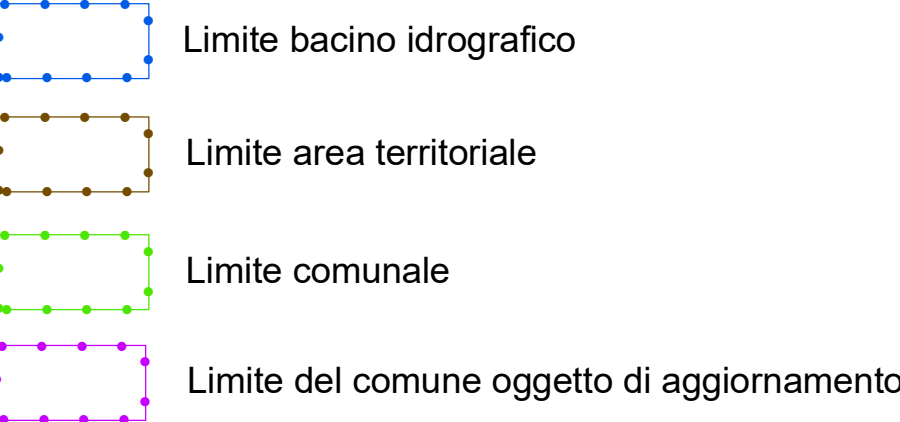 Limite bacino idrografico
Limite area territoriale
Limite comunale
Limite del comune oggetto di aggiornamento